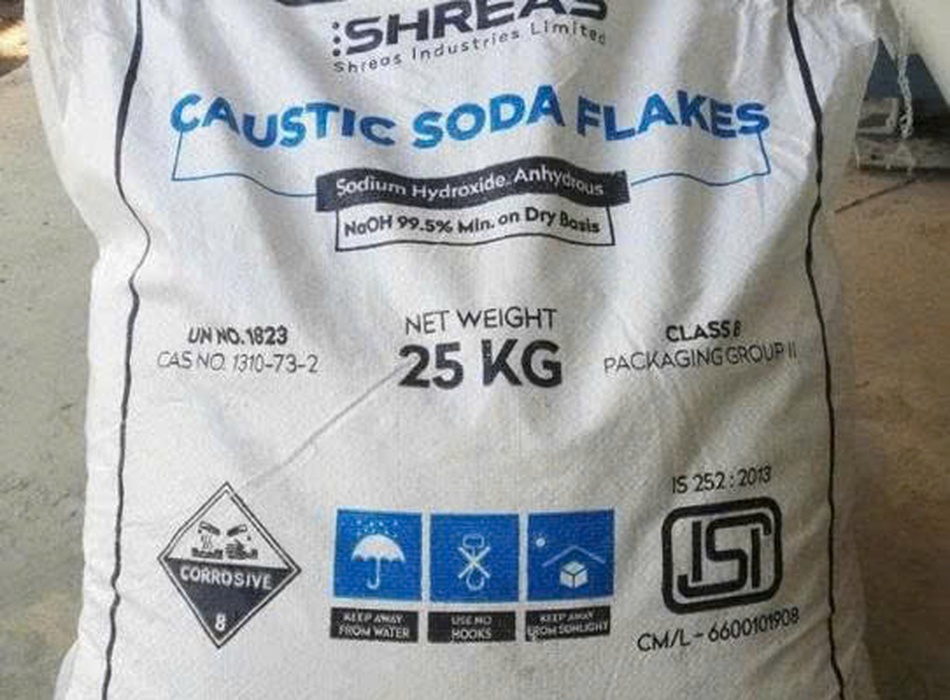 SHREAS
Shreas Industries Limited
CAUSTIC SODA FLAKES
Sodium Hydroxide. Anhydrous
NaOH 99.5% Min. on Dry Basis
UN NO. 1823
CAS NO. 1310-73-2
NET WEIGHT
25 KG
CLASS 8
PACKAGING GROUP II
CORROSIVE
8
KEEP AWAY
FROM WATER
USE NO
HOOKS
KEEP AWAY
FROM SUNLIGHT
IS 252 : 2013
ISI
CM/L - 6600101908